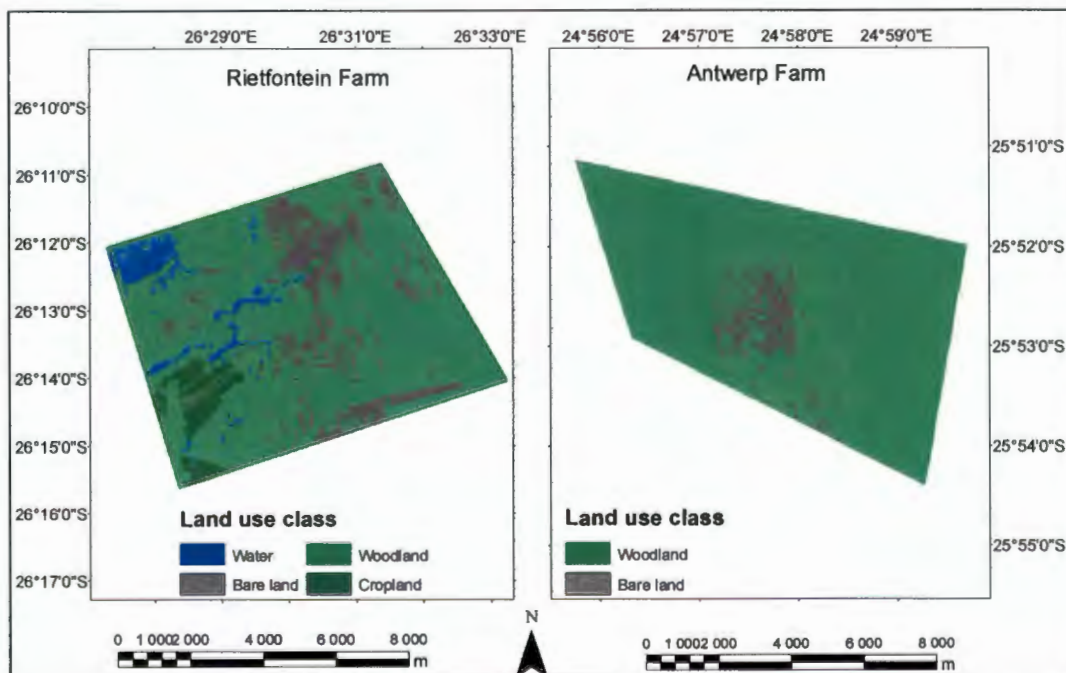 26°29'0"E 26°31'0"E 26°33'0"E
24°56'0"E 24°57'0"E 24°58'0"E 24°59'0"E
Rietfontein Farm
Antwerp Farm
26°10'0"S
26°11'0"S
26°12'0"S
26°13'0"S
26°14'0"S
26°15'0"S
26°16'0"S
26°17'0"S
25°51'0"S
25°52'0"S
25°53'0"S
25°54'0"S
25°55'0"S
Land use class
Water Woodland
Bare land Cropland
Land use class
Woodland
Bare land
N
0 1 0002 000 4 000 6 000 8 000
m
0 1 0002 000 4 000 6 000 8 000
m